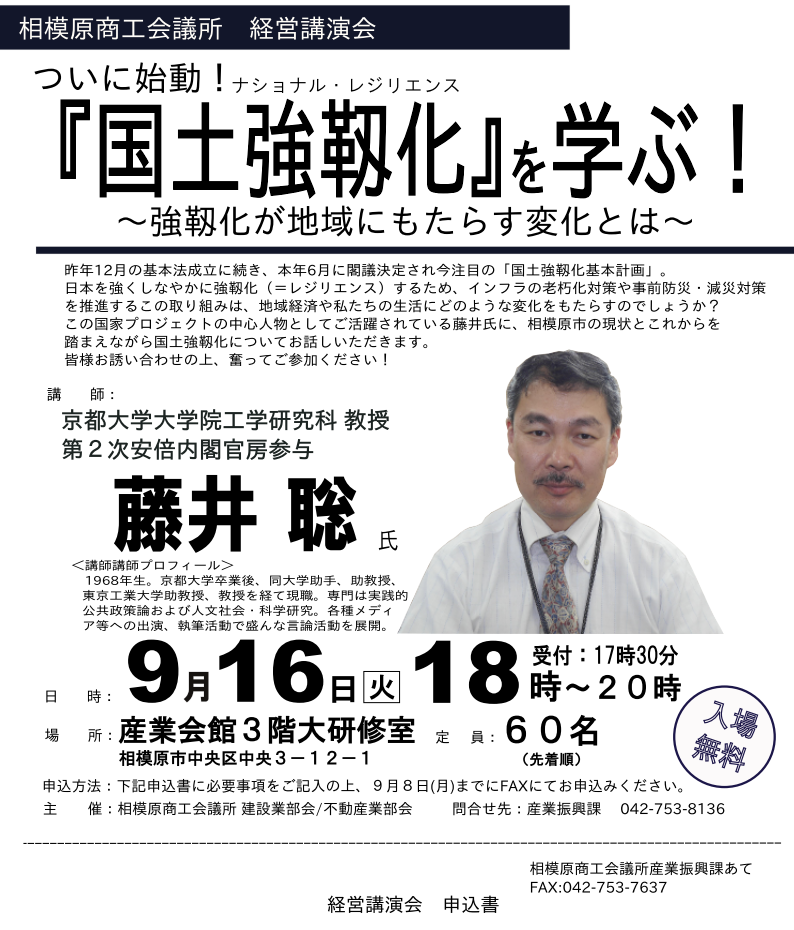 相模原商工会議所　経営講演会
ついに始動！ナショナル・レジリエンス
『国土強靱化』を学ぶ！
～強靱化が地域にもたらす変化とは～
昨年12月の基本法成立に続き、本年6月に閣議決定され今注目の「国土強靱化基本計画」。
日本を強くしなやかに強靱化（＝レジリエンス）するため、インフラの老朽化対策や事前防災・減災対策
を推進するこの取り組みは、地域経済や私たちの生活にどのような変化をもたらすのでしょうか？
この国家プロジェクトの中心人物としてご活躍されている藤井氏に、相模原市の現状とこれからを
踏まえながら国土強靱化についてお話しいただきます。
皆様お誘い合わせの上、奮ってご参加ください！
講　師：
京都大学大学院工学研究科 教授
第２次安倍内閣官房参与
藤井 聡 氏
＜講師講師プロフィール＞
1968年生。京都大学卒業後、同大学助手、助教授、
東京工業大学助教授、教授を経て現職。専門は実践的
公共政策論および人文社会・科学研究。各種メディ
ア等への出演、執筆活動で盛んな言論活動を展開。
日　時：9月16日火 18時～２０時
受付：17時30分
場　所：産業会館３階大研修室　定　員：６０名
相模原市中央区中央３－１２－１　（先着順）
入場
無料
申込方法：下記申込書に必要事項をご記入の上、９月８日(月)までにFAXにてお申込みください。
主　催：相模原商工会議所 建設業部会/不動産業部会　問合せ先：産業振興課　042-753-8136
相模原商工会議所産業振興課あて
FAX:042-753-7637
経営講演会　申込書